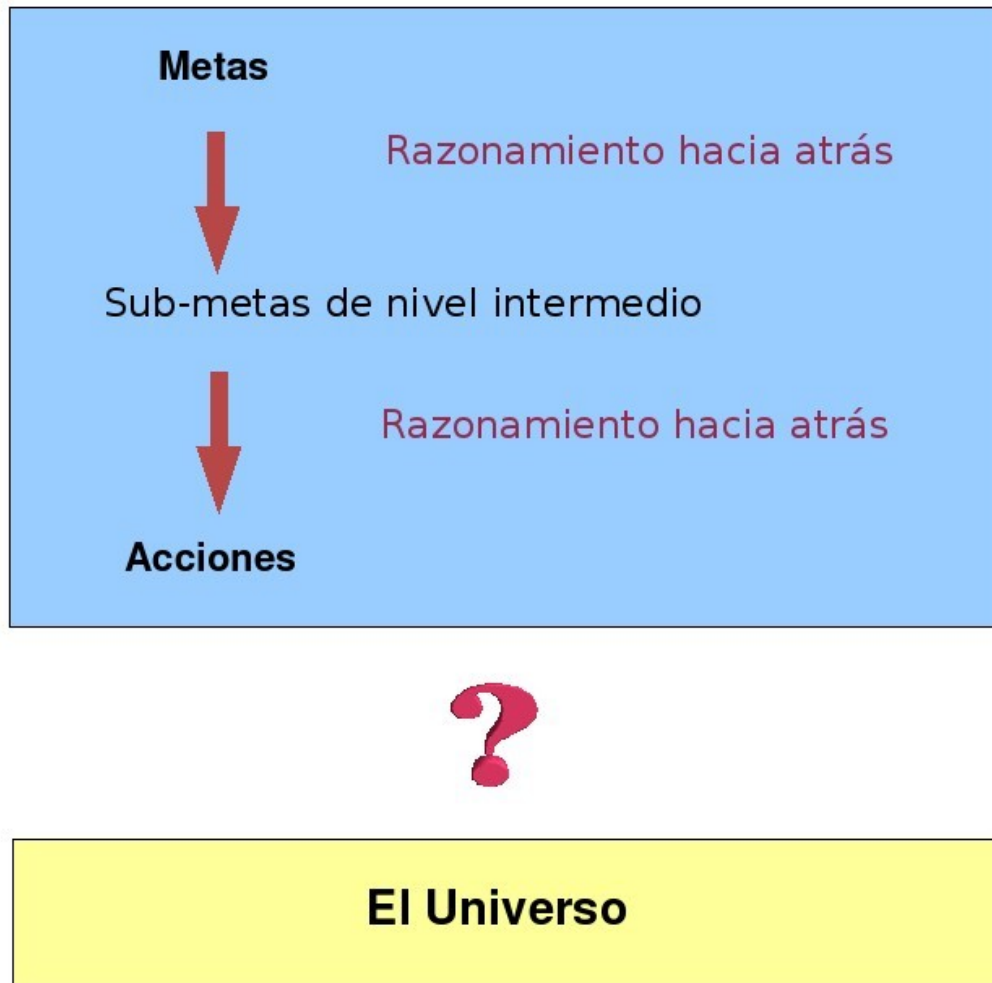 Metas
Razonamiento hacia atrás
Sub-metas de nivel intermedio
Razonamiento hacia atrás
Acciones
?
El Universo